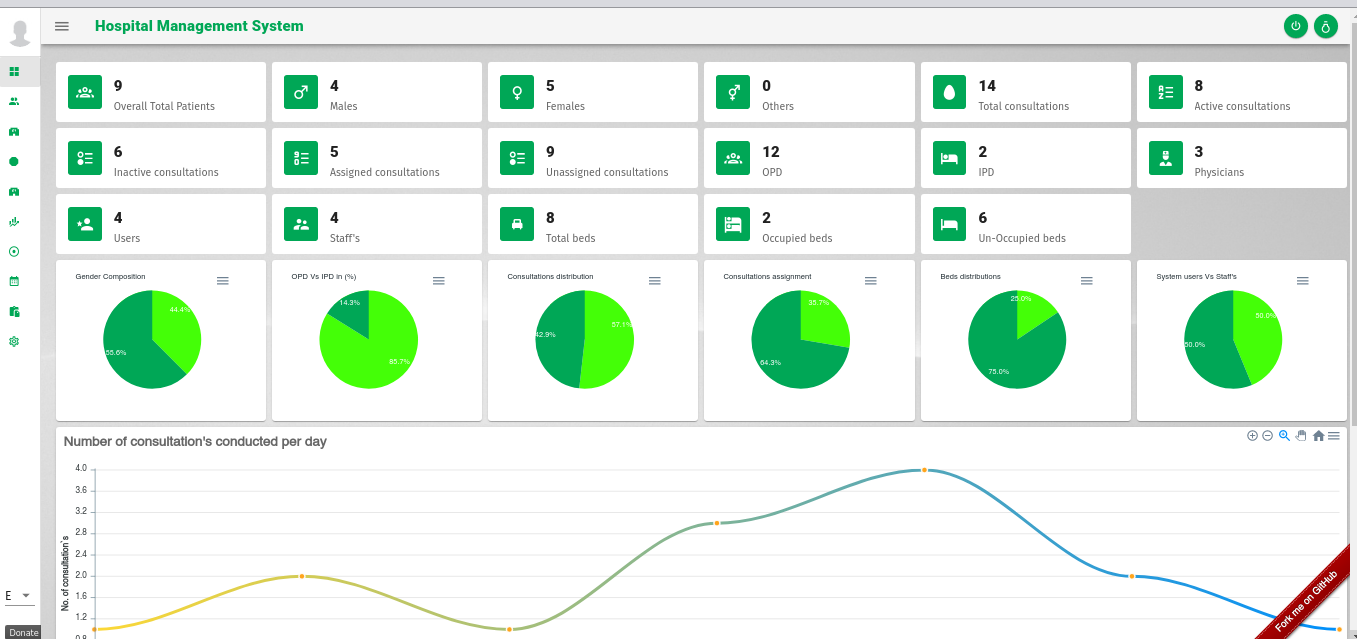 Hospital Management System
9
Overall Total Patients
4
Males
5
Females
0
Others
14
Total consultations
8
Active consultations
6
Inactive consultations
5
Assigned consultations
9
Unassigned consultations
12
OPD
2
IPD
3
Physicians
4
Users
4
Staff's
8
Total beds
2
Occupied beds
6
Un-Occupied beds
Gender Composition
44.4%
55.6%
OPD Vs IPD in (%)
14.3%
85.7%
Consultations distribution
57.1%
42.9%
Consultations assignment
35.7%
64.3%
Beds distributions
25.0%
75.0%
System users Vs Staff's
50.0%
50.0%
Number of consultation's conducted per day
No. of consultation`s
4.0
3.6
3.2
2.8
2.4
2.0
1.6
1.2
0.8
Fork me on GitHub
E
Donate